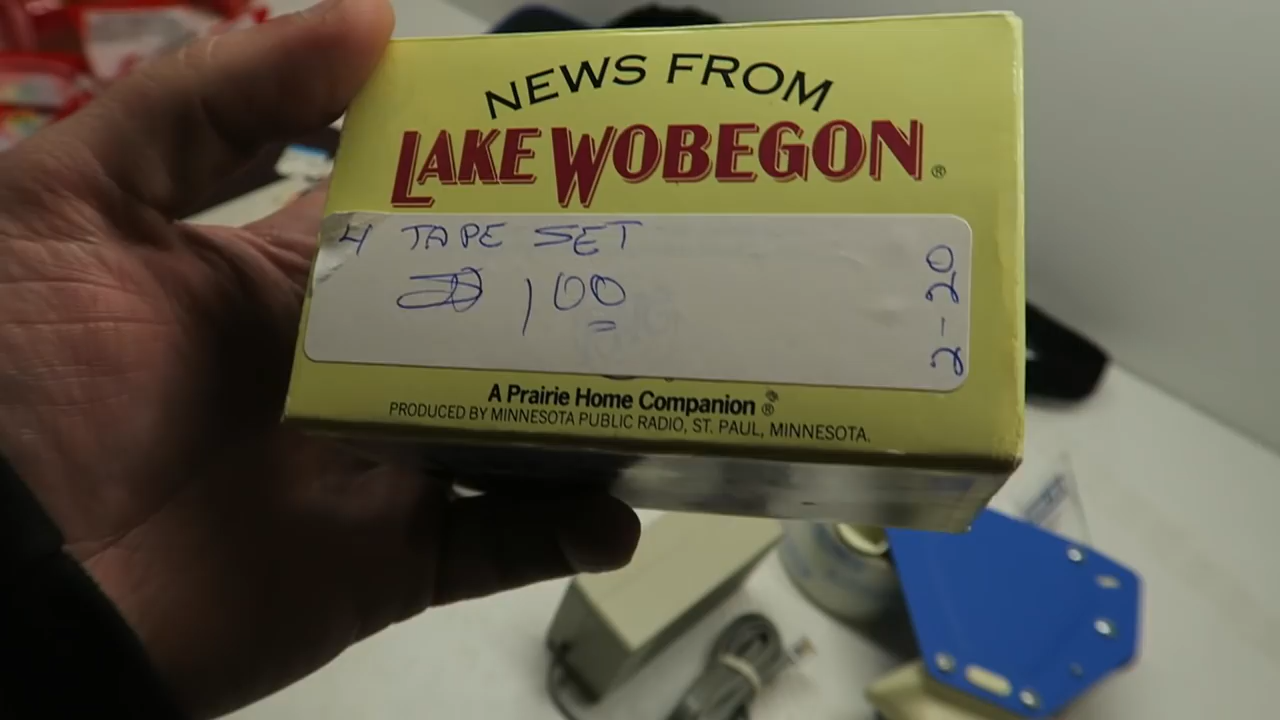 NEWS FROM
LAKE WOBEGON®
4 TAPE SET
1 00
2-20
A Prairie Home Companion ®
PRODUCED BY MINNESOTA PUBLIC RADIO, ST. PAUL, MINNESOTA.